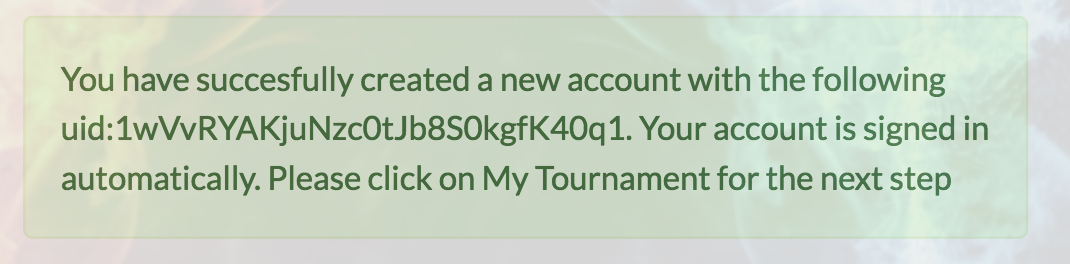 You have succesfully created a new account with the following
uid:1wVvRYAKjuNzc0tJb8S0kgfK40q1. Your account is signed in
automatically. Please click on My Tournament for the next step